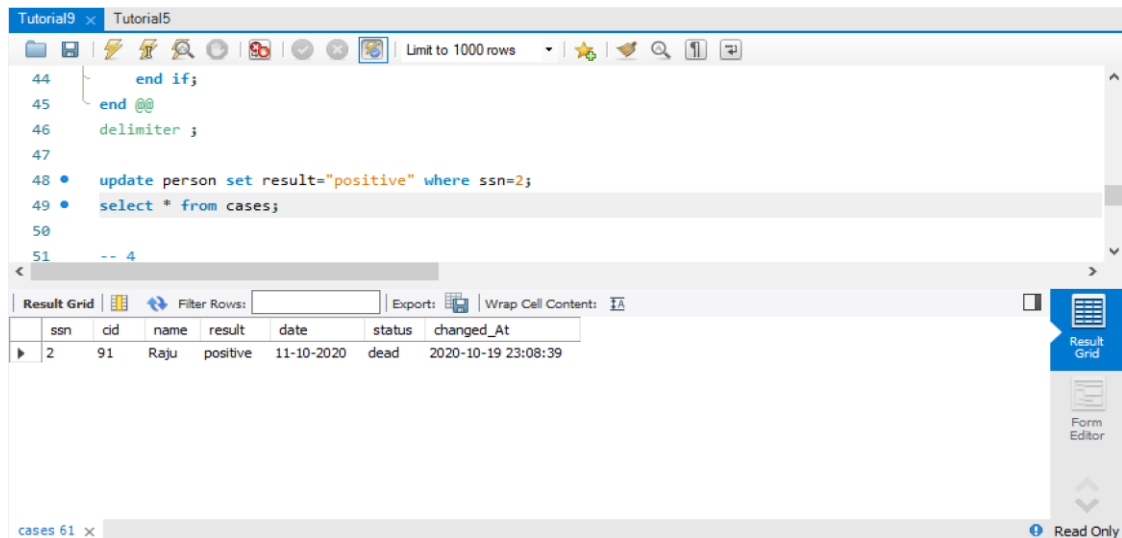 Tutorial9 × Tutorial5
Limit to 1000 rows
44 end if;
45 end @@
46 delimiter ;
47
48 update person set result="positive" where ssn=2;
49 select * from cases;
50
51 -- 4
Result Grid Filter Rows: Export: Wrap Cell Content: IA
ssn cid name result date status changed_At
2 91 Raju positive 11-10-2020 dead 2020-10-19 23:08:39
Result
Grid
Form
Editor
cases 61 × Read Only